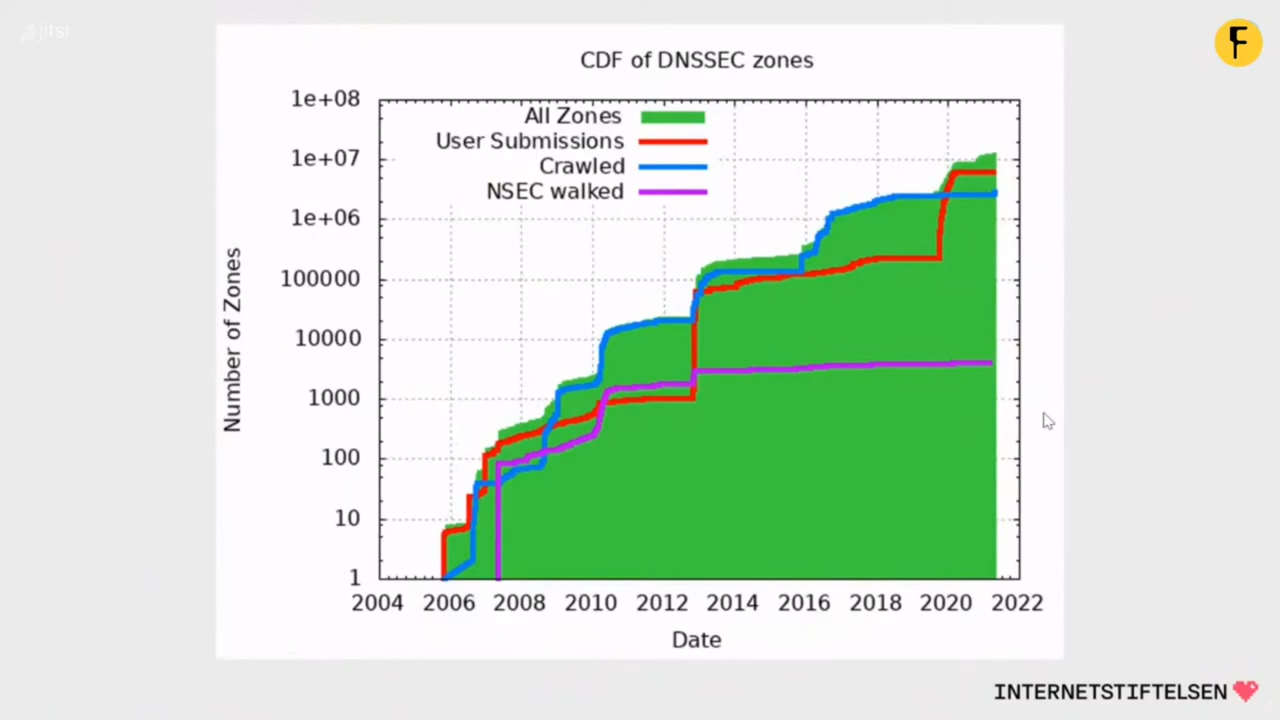 jitsi
F
CDF of DNSSEC zones
1e+08
1e+07
1e+06
100000
10000
1000
100
10
1
All Zones
User Submissions
Crawled
NSEC walked
Number of Zones
2004 2006 2008 2010 2012 2014 2016 2018 2020 2022
Date
INTERNETSTIFTELSEN